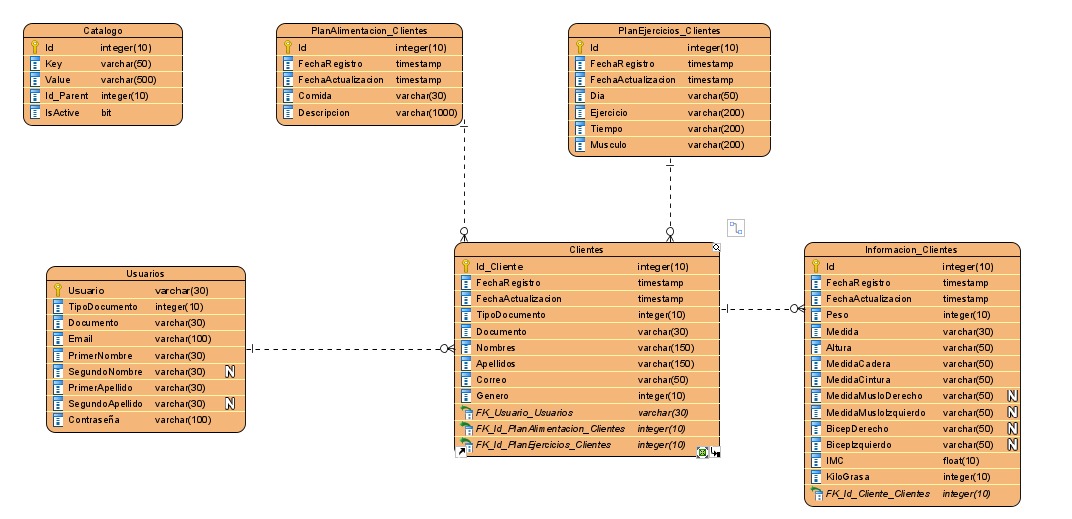 Catalogo
Id integer(10)
Key varchar(50)
Value varchar(500)
Id_Parent integer(10)
IsActive bit
PlanAlimentacion_Clientes
Id integer(10)
FechaRegistro timestamp
FechaActualizacion timestamp
Comida varchar(30)
Descripcion varchar(1000)
PlanEjercicios_Clientes
Id integer(10)
FechaRegistro timestamp
FechaActualizacion timestamp
Dia varchar(50)
Ejercicio varchar(200)
Tiempo varchar(200)
Musculo varchar(200)
Usuarios
Usuario varchar(30)
TipoDocumento integer(10)
Documento varchar(30)
Email varchar(100)
PrimerNombre varchar(30)
SegundoNombre varchar(30) N
PrimerApellido varchar(30)
SegundoApellido varchar(30) N
Contraseña varchar(100)
Clientes
Id_Cliente integer(10)
FechaRegistro timestamp
FechaActualizacion timestamp
TipoDocumento integer(10)
Documento varchar(30)
Nombres varchar(150)
Apellidos varchar(150)
Correo varchar(50)
Genero integer(10)
FK_Usuario_Usuarios varchar(30)
FK_Id_PlanAlimentacion_Clientes integer(10)
FK_Id_PlanEjercicios_Clientes integer(10)
Informacion_Clientes
Id integer(10)
FechaRegistro timestamp
FechaActualizacion timestamp
Peso integer(10)
Medida varchar(30)
Altura varchar(50)
MedidaCadera varchar(50)
MedidaCintura varchar(50)
MedidaMusloDerecho varchar(50) N
MedidaMusloIzquierdo varchar(50) N
BicepDerecho varchar(50) N
BicepIzquierdo varchar(50) N
IMC float(10)
KiloGrasa integer(10)
FK_Id_Cliente_Clientes integer(10)